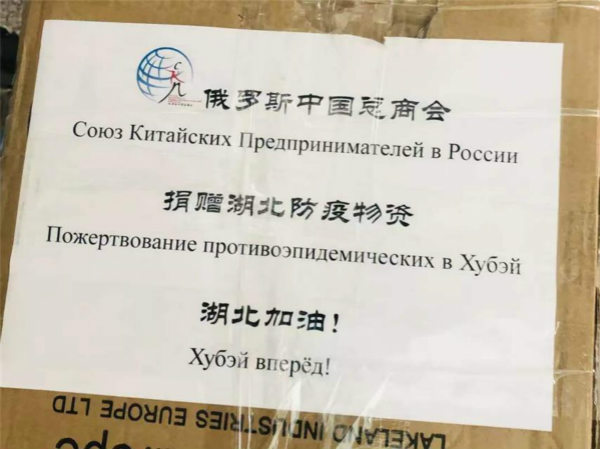 俄罗斯中国总商会
Союз Китайских Предпринимателей в России
捐赠湖北防疫物资
Пожертвование противоэпидемических в Хубэй
湖北加油！
Хубэй вперёд!
LAKELAND INDUSTRIES EUROPE LTD